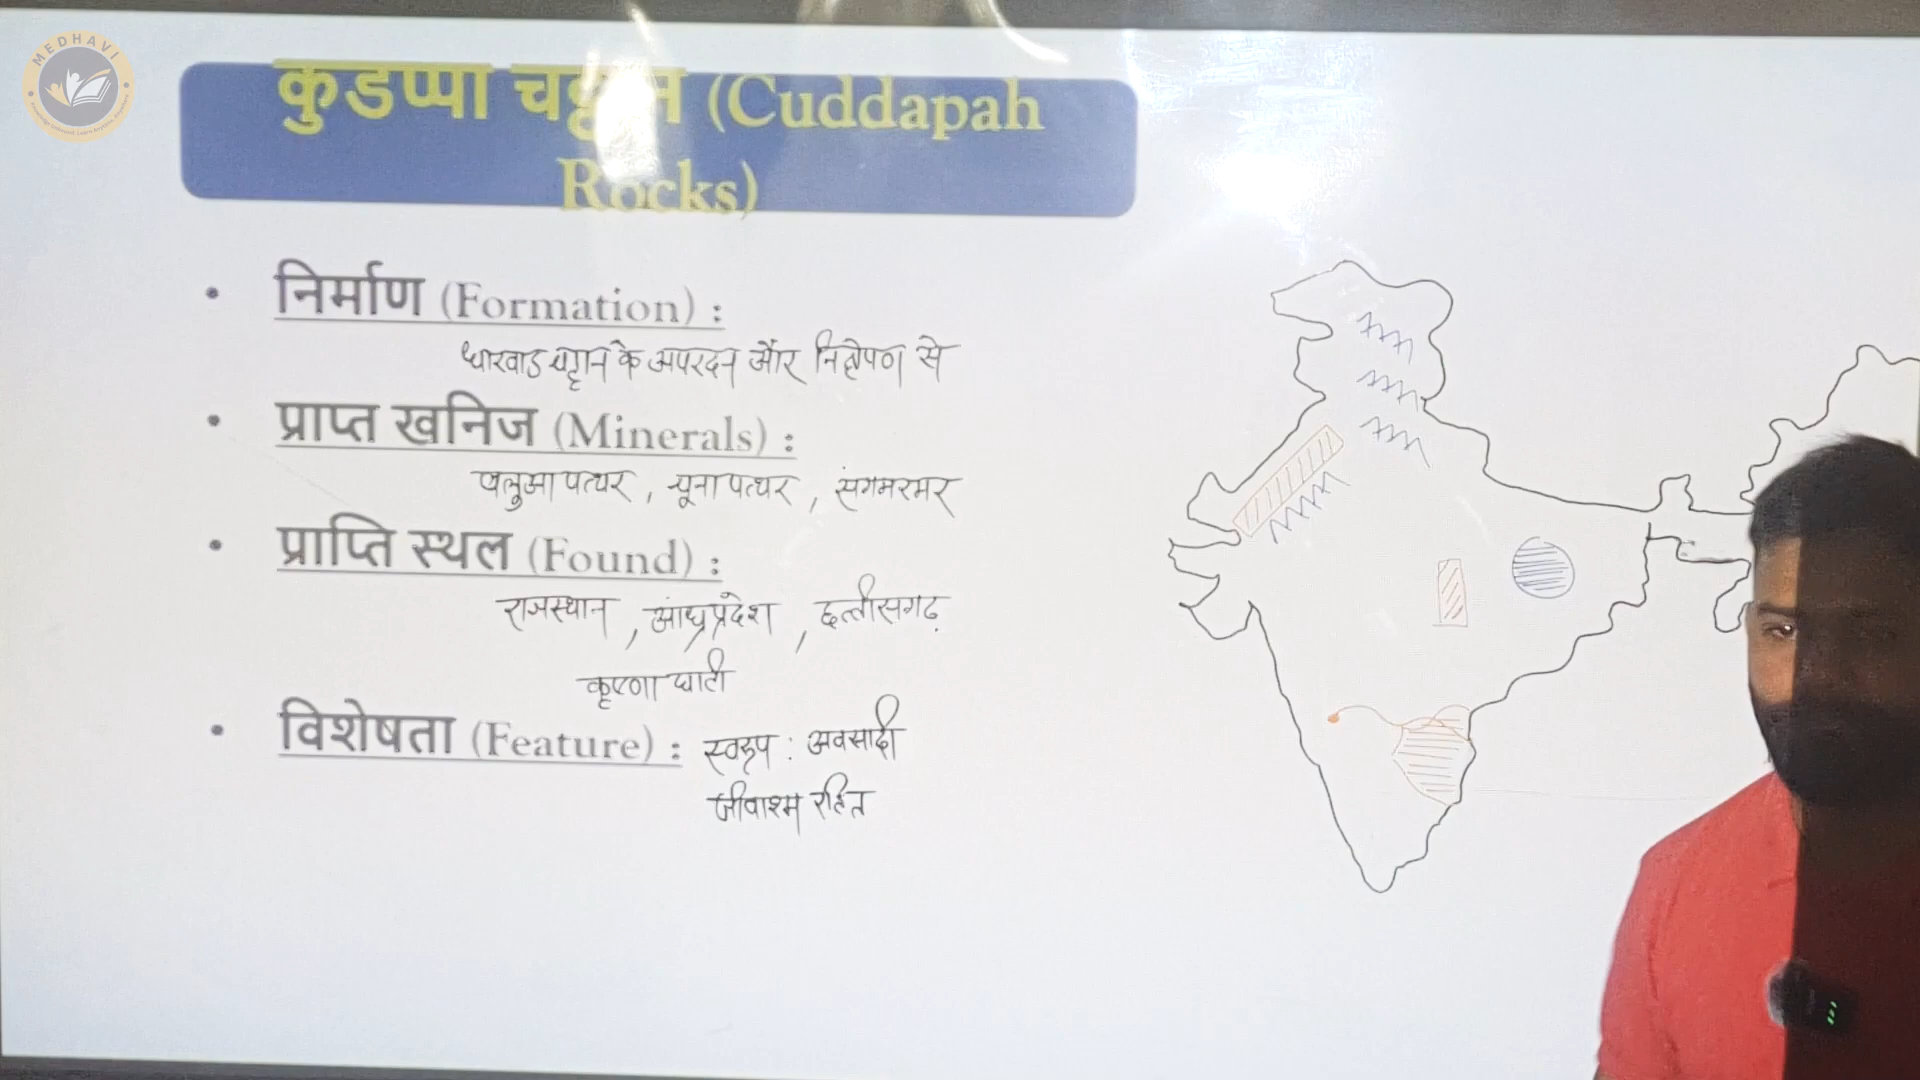 MEDHAVI
कुडप्पा चट्टान (Cuddapah
Rocks)
• निर्माण (Formation) :
धारवाड चट्टान के अपरदन और निक्षेपण से
• प्राप्त खनिज (Minerals) :
बलुआ पत्थर , चूना पत्थर , संगमरमर
• प्राप्ति स्थल (Found) :
राजस्थान , आंध्रप्रदेश , छत्तीसगढ़
कृष्णा घाटी
• विशेषता (Feature) : स्वरूप : अवसादी
जीवाश्म रहित